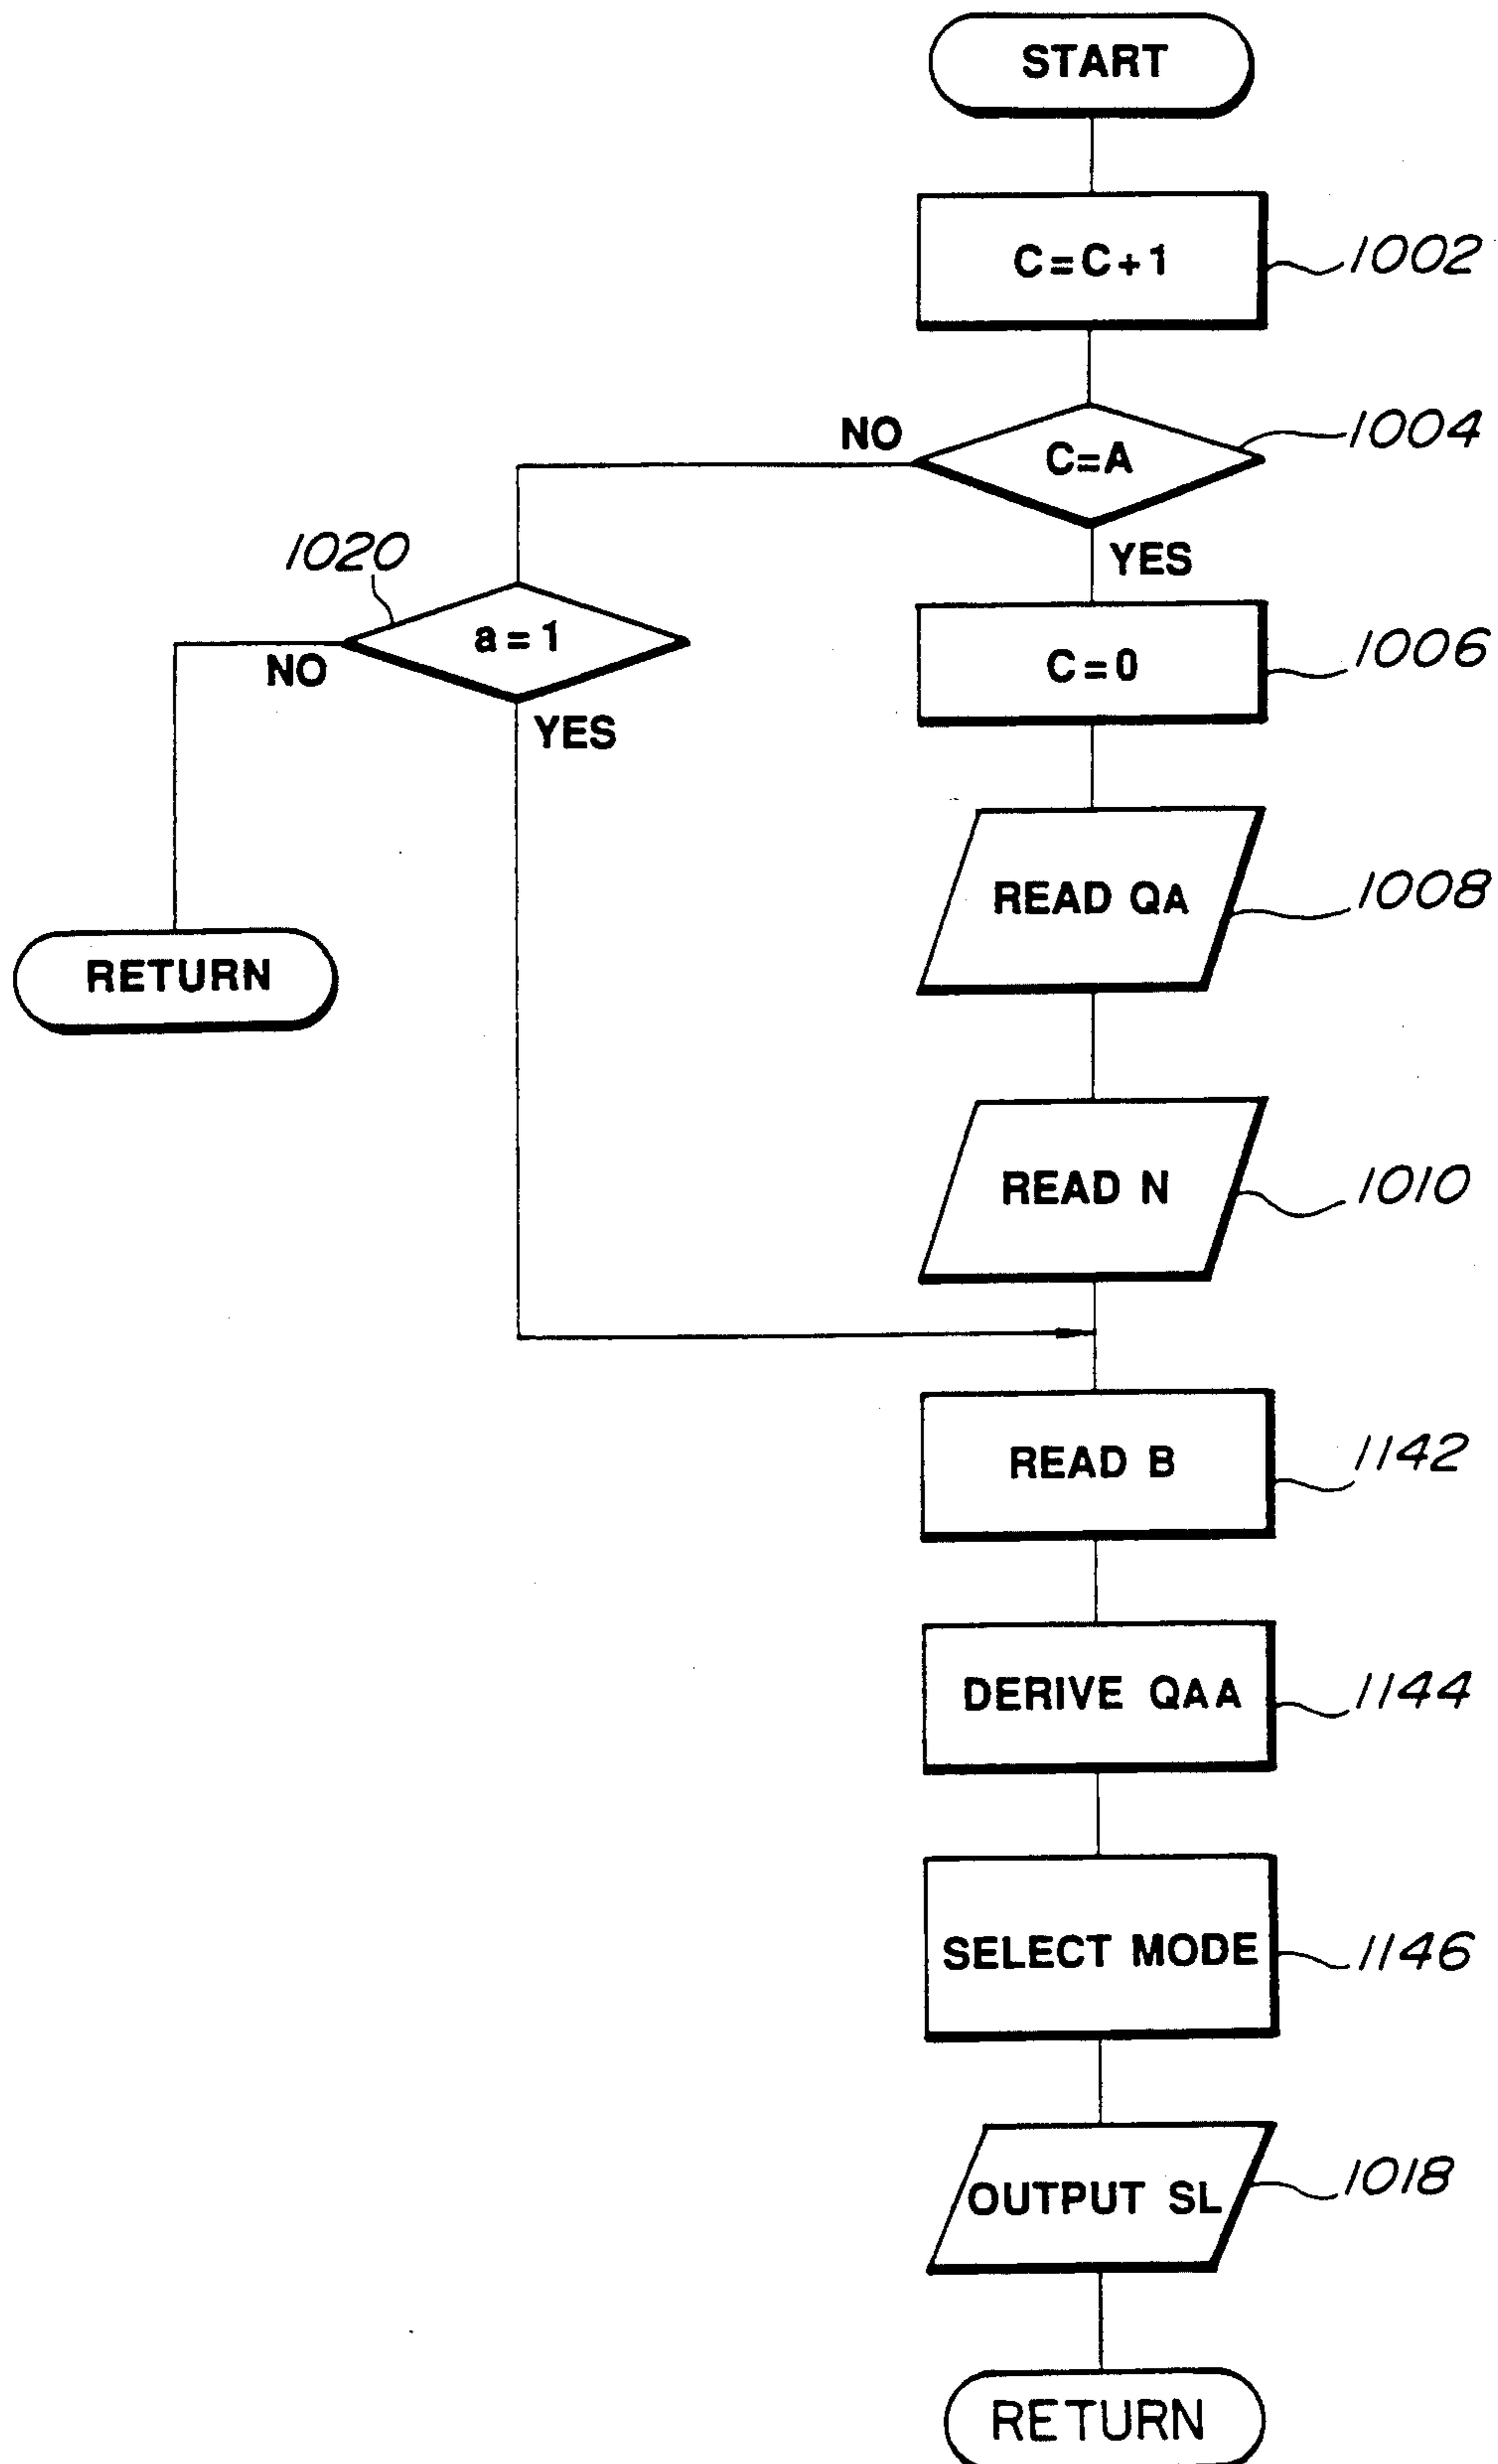 START
C=C+1
1002
NO
C=A
1004
YES
1020
a=1
NO
YES
C=0
1006
READ QA
1008
RETURN
READ N
1010
READ B
1142
DERIVE QAA
1144
SELECT MODE
1146
OUTPUT SL
1018
RETURN